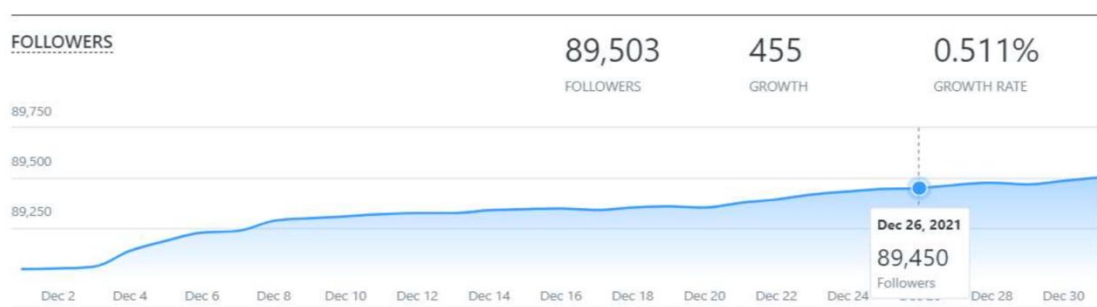 FOLLOWERS
89,503
FOLLOWERS
455
GROWTH
0.511%
GROWTH RATE
89,750
89,500
89,250
Dec 26, 2021
89,450
Followers
Dec 2 Dec 4 Dec 6 Dec 8 Dec 10 Dec 12 Dec 14 Dec 16 Dec 18 Dec 20 Dec 22 Dec 24 Dec 28 Dec 30